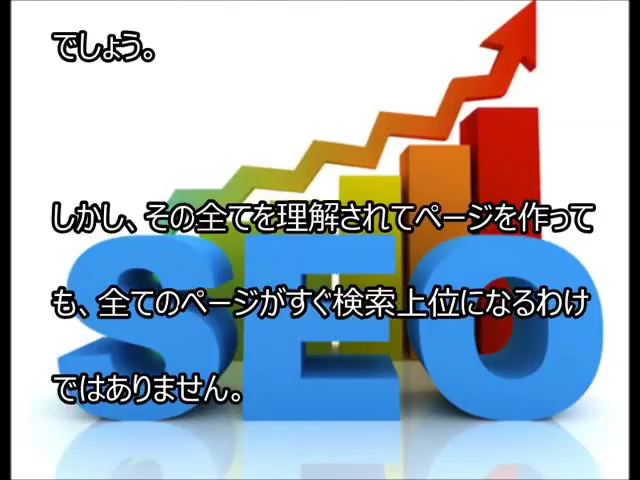 でしょう。
しかし、その全てを理解されてページを作って
も、全てのページがすぐ検索上位になるわけ
ではありません。
SEO